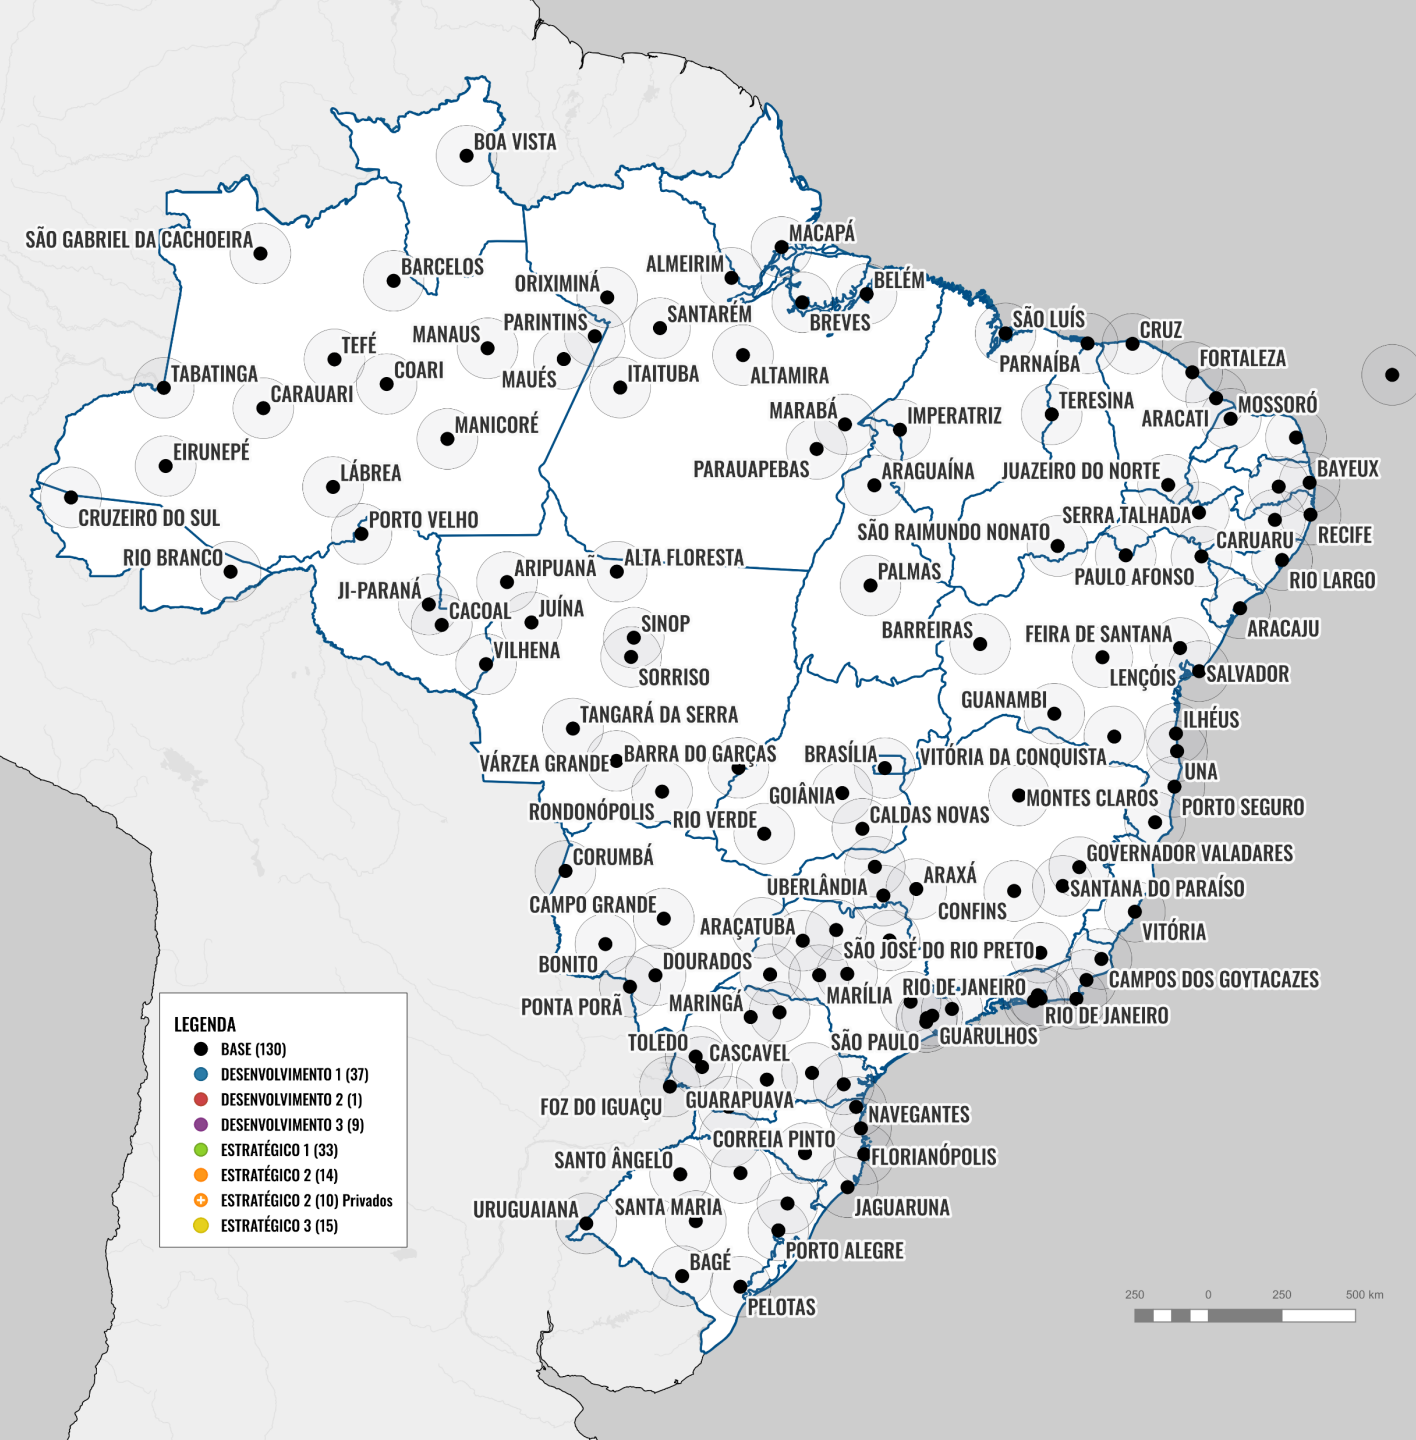 BOA VISTA
SÃO GABRIEL DA CACHOEIRA
MACAPÁ
BARCELOS
ALMEIRIM
ORIXIMINÁ
BELÉM
SANTARÉM
PARINTINS
BREVES
SÃO LUÍS
CRUZ
MANAUS
TEFÉ
PARNAÍBA
FORTALEZA
TABATINGA
COARI
MAUÉS
ITAITUBA
ALTAMIRA
CARAUARI
TERESINA
MOSSORÓ
MARABÁ
IMPERATRIZ
ARACATI
MANICORÉ
EIRUNEPÉ
PARAUAPEBAS
ARAGUAÍNA
JUAZEIRO DO NORTE
BAYEUX
LÁBREA
CRUZEIRO DO SUL
PORTO VELHO
SERRA TALHADA
SÃO RAIMUNDO NONATO
CARUARU
RECIFE
RIO BRANCO
ARIPUANÃ
ALTA FLORESTA
PALMAS
PAULO AFONSO
RIO LARGO
JI-PARANÁ
CACOAL
JUÍNA
SINOP
BARREIRAS
FEIRA DE SANTANA
ARACAJU
VILHENA
SORRISO
LENÇÓIS
SALVADOR
GUANAMBI
TANGARÁ DA SERRA
ILHÉUS
VÁRZEA GRANDE
BARRA DO GARÇAS
BRASÍLIA
VITÓRIA DA CONQUISTA
UNA
GOIÂNIA
MONTES CLAROS
PORTO SEGURO
RONDONÓPOLIS
RIO VERDE
CALDAS NOVAS
CORUMBÁ
GOVERNADOR VALADARES
UBERLÂNDIA
ARAXÁ
SANTANA DO PARAÍSO
CAMPO GRANDE
CONFINS
ARAÇATUBA
VITÓRIA
SÃO JOSÉ DO RIO PRETO
BONITO
DOURADOS
CAMPOS DOS GOYTACAZES
RIO DE JANEIRO
MARÍLIA
PONTA PORÃ
MARINGÁ
RIO DE JANEIRO
SÃO PAULO
GUARULHOS
TOLEDO
CASCAVEL
FOZ DO IGUAÇU
GUARAPUAVA
NAVEGANTES
CORREIA PINTO
FLORIANÓPOLIS
SANTO ÂNGELO
URUGUAIANA
SANTA MARIA
JAGUARUNA
PORTO ALEGRE
BAGÉ
PELOTAS
LEGENDA
BASE (130)
DESENVOLVIMENTO 1 (37)
DESENVOLVIMENTO 2 (1)
DESENVOLVIMENTO 3 (9)
ESTRATÉGICO 1 (33)
ESTRATÉGICO 2 (14)
ESTRATÉGICO 2 (10) Privados
ESTRATÉGICO 3 (15)
250 0 250 500 km